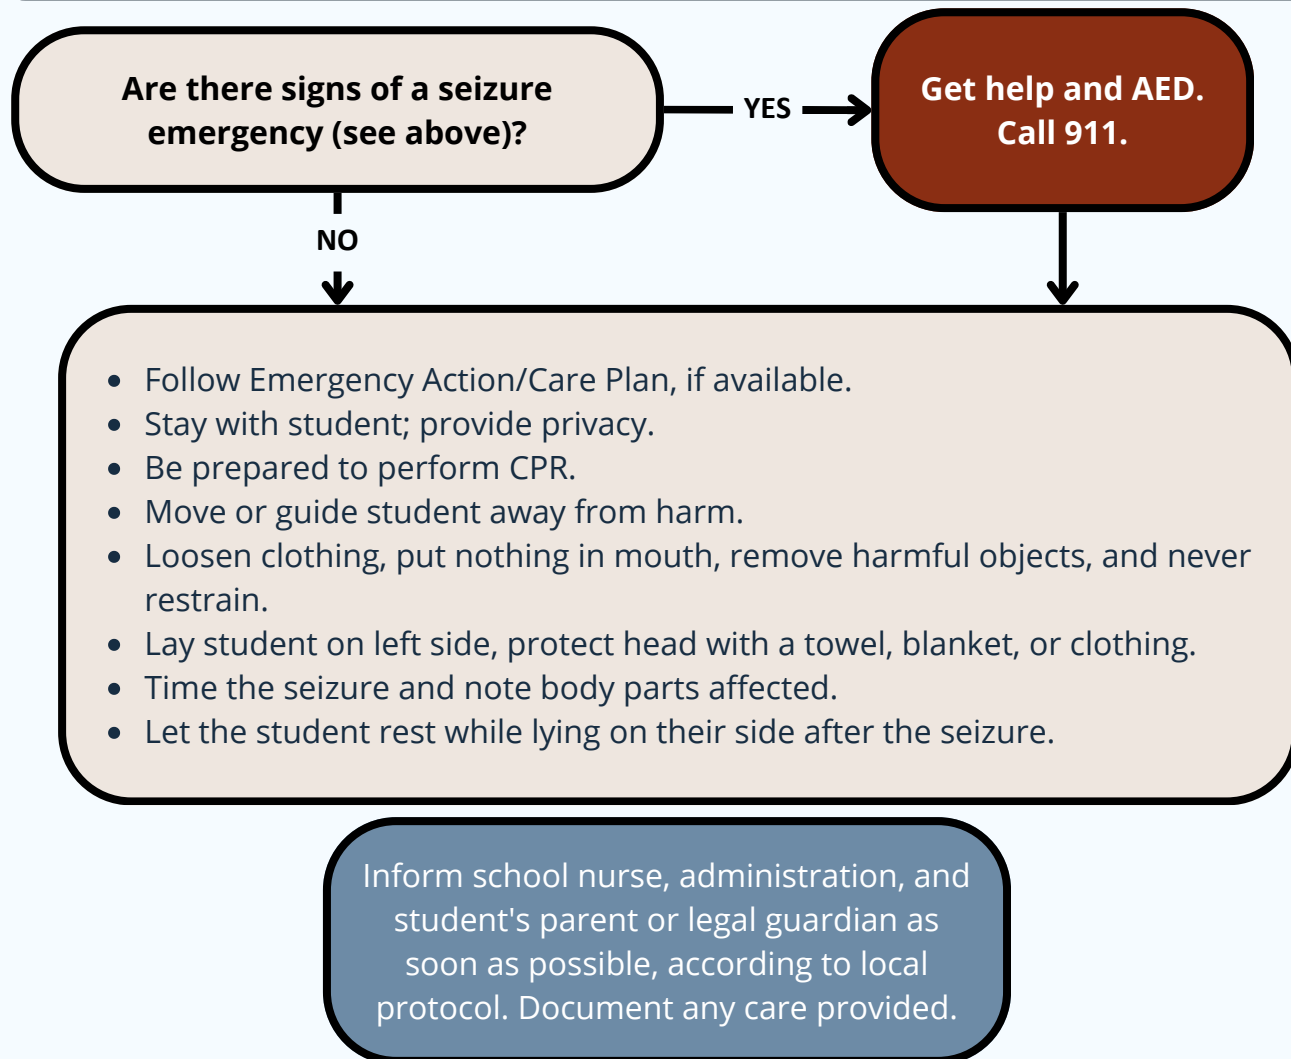 Are there signs of a seizure
emergency (see above)?
YES
Get help and AED.
Call 911.
NO
• Follow Emergency Action/Care Plan, if available.
• Stay with student; provide privacy.
• Be prepared to perform CPR.
• Move or guide student away from harm.
• Loosen clothing, put nothing in mouth, remove harmful objects, and never
restrain.
• Lay student on left side, protect head with a towel, blanket, or clothing.
• Time the seizure and note body parts affected.
• Let the student rest while lying on their side after the seizure.
Inform school nurse, administration, and
student's parent or legal guardian as
soon as possible, according to local
protocol. Document any care provided.